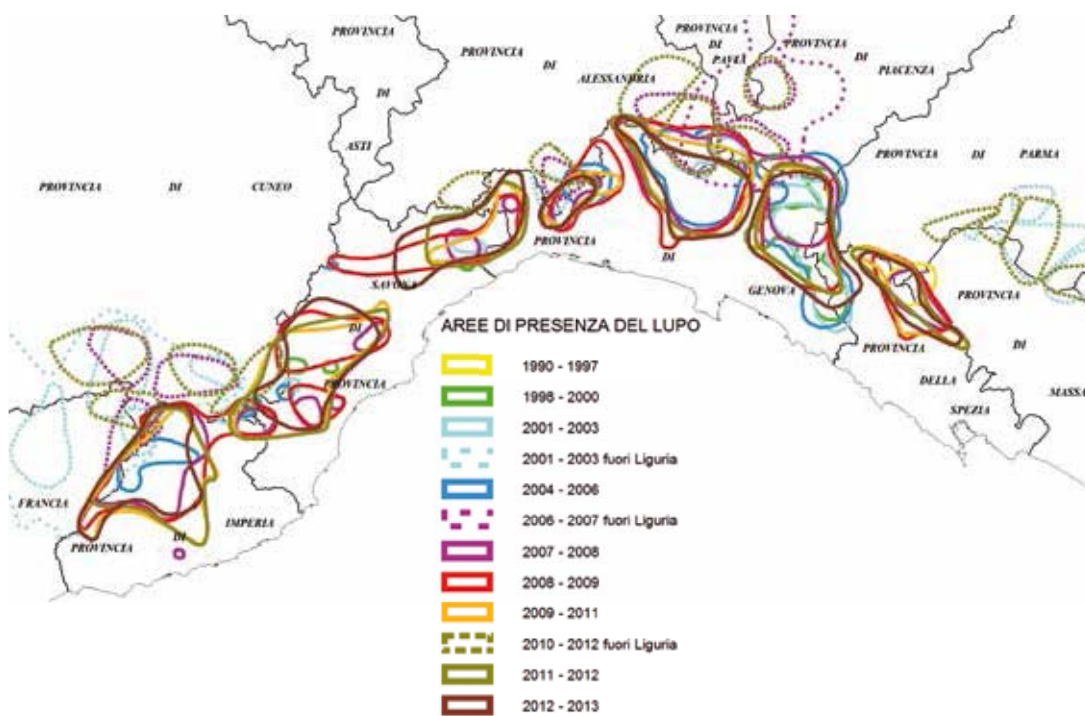 PROVINCIA
DI
ASTI
PROVINCIA
DI
ALESSANDRIA
PROVINCIA
DI
PAVIA
PROVINCIA
DI
PIACENZA
PROVINCIA DI CUNEO
PROVINCIA DI PARMA
PROVINCIA
DI
GENOVA
SAVONA
DI
PROVINCIA
PROVINCIA
DI
MASSA
PROVINCIA
DELLA
SPEZIA
FRANCIA
PROVINCIA
DI
IMPERIA
AREE DI PRESENZA DEL LUPO
1990 - 1997
1998 - 2000
2001 - 2003
2001 - 2003 fuori Liguria
2004 - 2006
2006 - 2007 fuori Liguria
2007 - 2008
2008 - 2009
2009 - 2011
2010 - 2012 fuori Liguria
2011 - 2012
2012 - 2013